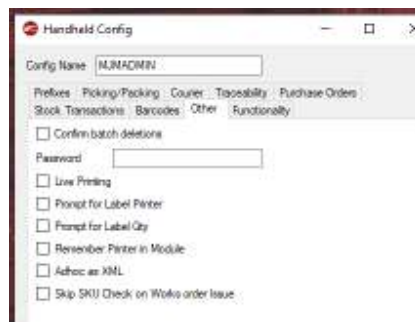 Handheld Config
Config Name MJMADMIN
Prefixes Picking/Packing Courier Traceability Purchase Orders
Stock Transactions Barcodes Other Functionality
Confirm batch deletions
Password
Live Printing
Prompt for Label Printer
Prompt for Label Qty
Remember Printer in Module
Adhoc as XML
Skip SKU Check on Works order Issue